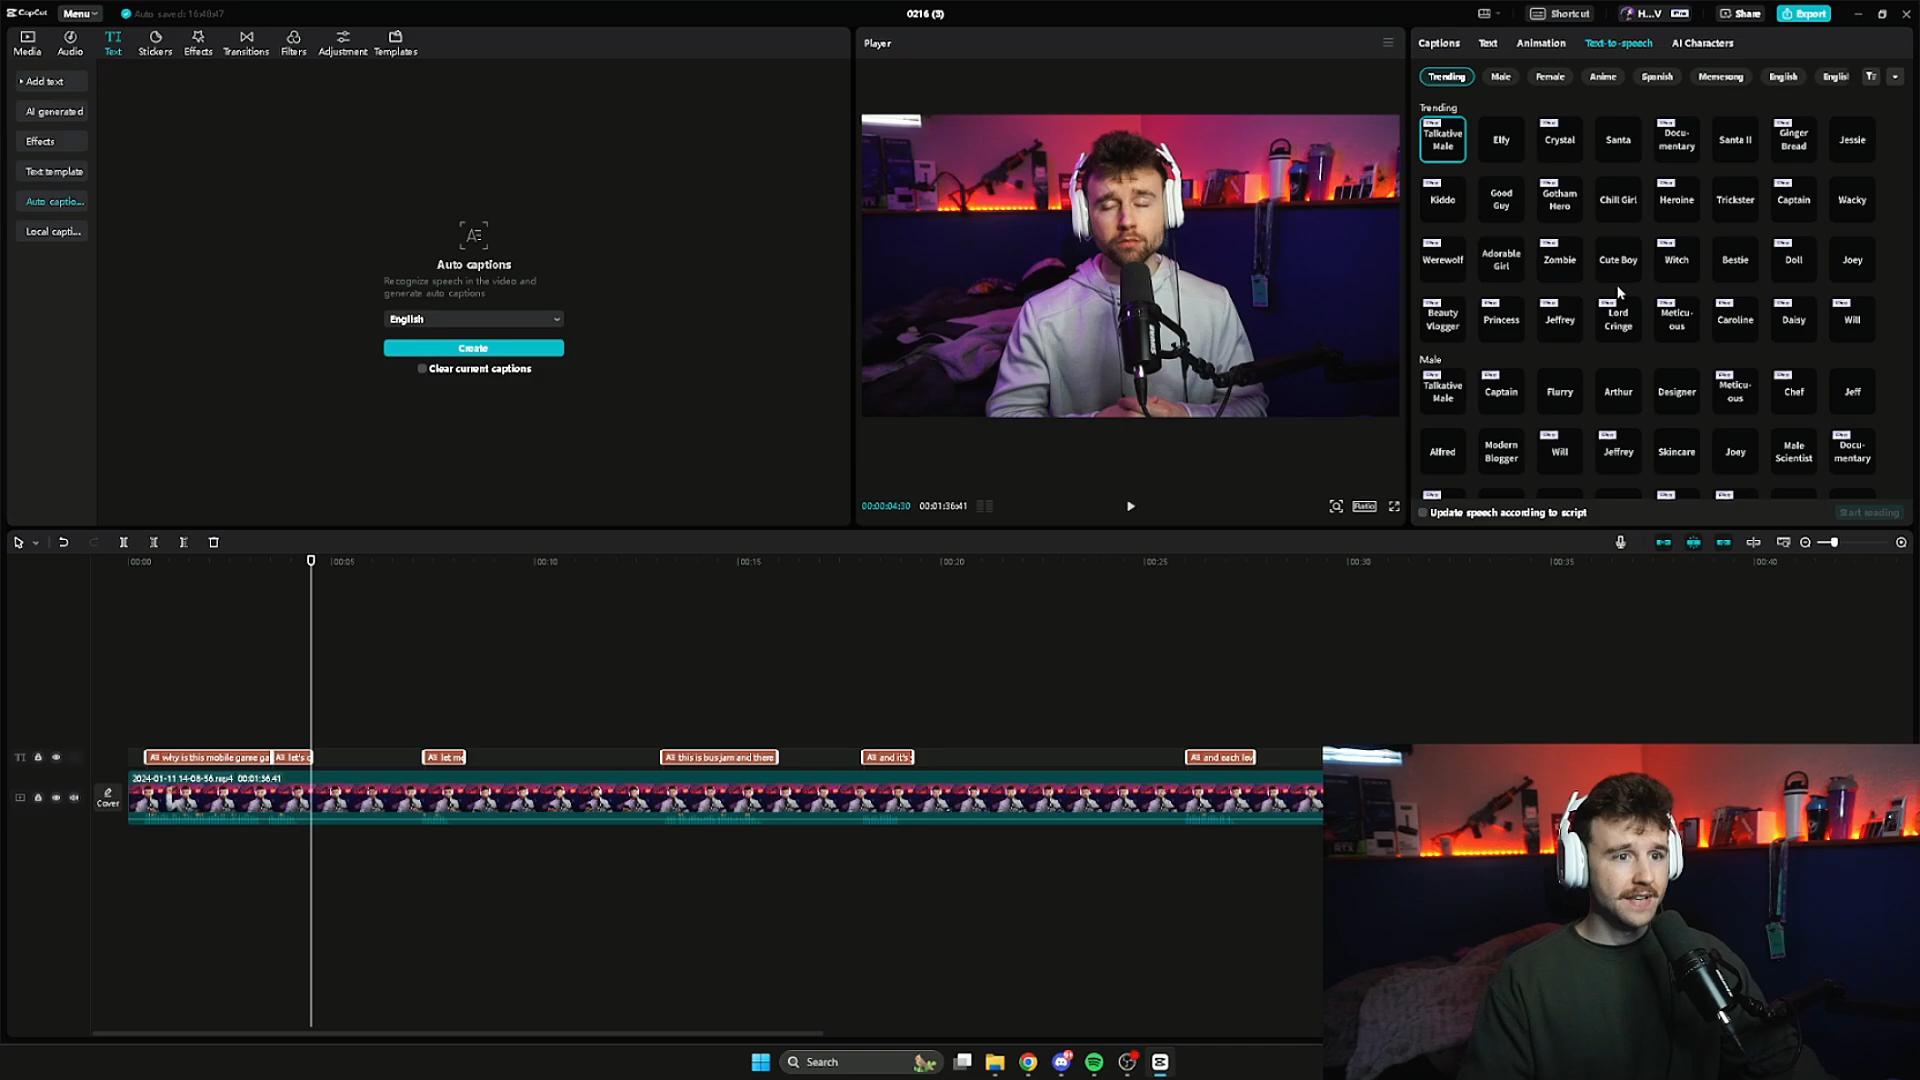 CapCut
Menu
Auto saved: 16:48:47
0216 (3)
Shortcut
H...V
Pro
Share
Export
Media
Audio
TI
Text
Stickers
Effects
Transitions
Filters
Adjustment
Templates
Add text
AI generated
Effects
Text template
Auto captio...
Local capti...
Auto captions
Recognize speech in the video and
generate auto captions
English
Create
Clear current captions
Player
00:00:04:30
00:01:36:41
Ratio
Captions
Text
Animation
Text-to-speech
AI Characters
Trending
Male
Female
Anime
Spanish
Memesong
English
Englis
Trending
Talkative
Male
Elfy
Crystal
Santa
Docu-
mentary
Santa II
Ginger
Bread
Jessie
Kiddo
Good
Guy
Gotham
Hero
Chill Girl
Heroine
Trickster
Captain
Wacky
Werewolf
Adorable
Girl
Zombie
Cute Boy
Witch
Bestie
Doll
Joey
Beauty
Vlogger
Princess
Jeffrey
Lord
Cringe
Meticu-
ous
Caroline
Daisy
Will
Male
Talkative
Male
Captain
Flurry
Arthur
Designer
Meticu-
ous
Chef
Jeff
Alfred
Modern
Blogger
Will
Jeffrey
Skincare
Joey
Male
Scientist
Docu-
mentary
Update speech according to script
Start reading
00:00
00:05
00:10
00:15
00:20
00:25
00:30
00:35
00:40
TI
why is this mobile game ga
let's c
let me
this is bus jam and there
and it's
and each lev
2024-01-11 14-08-56.mp4 00:01:36:41
Cover
Search